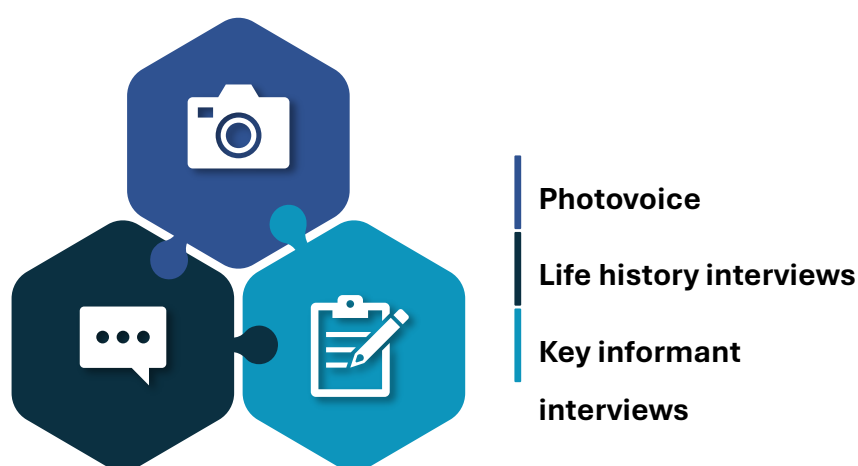 Photovoice
Life history interviews
Key informant
interviews